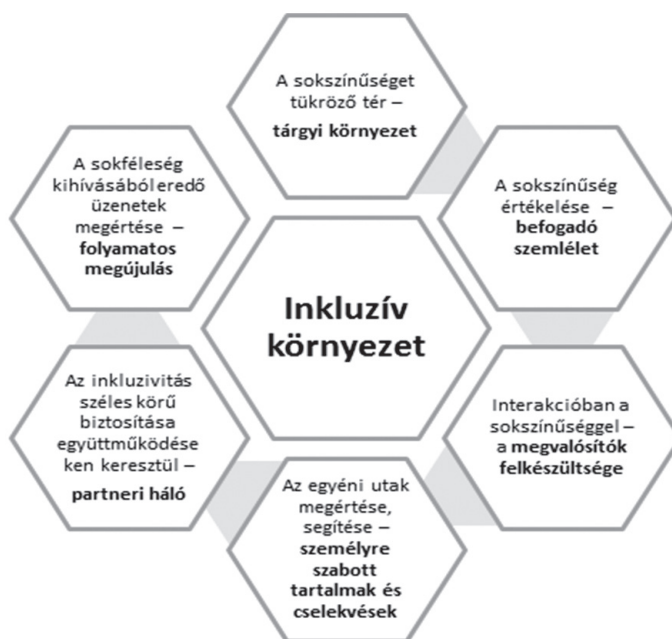 A sokszínűséget
tükröző tér –
tárgyi környezet
A sokszínűség
értékelése –
befogadó
szemlélet
Interakcióban a
sokszínűséggel –
a megvalósítók
felkészültsége
Az egyéni utak
megértése,
segítése –
személyre
szabott
tartalmak és
cselekvések
Az inkluzivitás
széles körű
biztosítása
együttműködése
ken keresztül –
partneri háló
A sokféleség
kihívásából eredő
üzenetek
megértése –
folyamatos
megújulás
Inkluzív
környezet